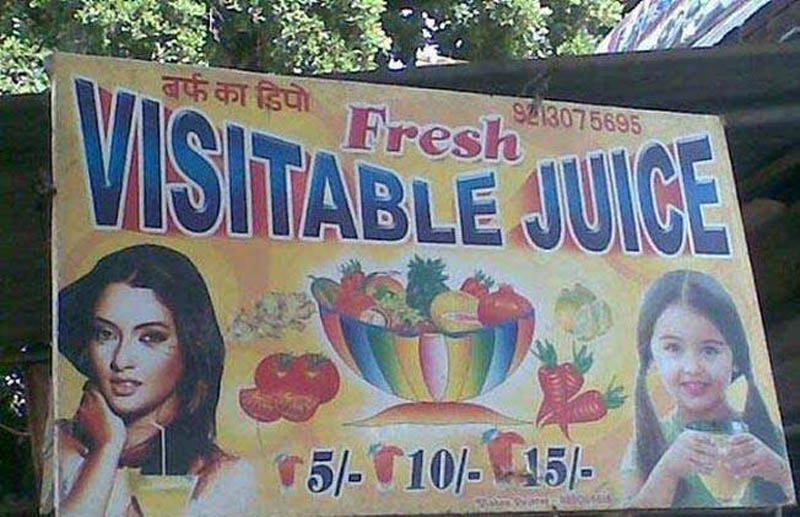 बर्फ का डिपो
9213075695
Fresh
VISITABLE JUICE
5/- 10/- 15/-